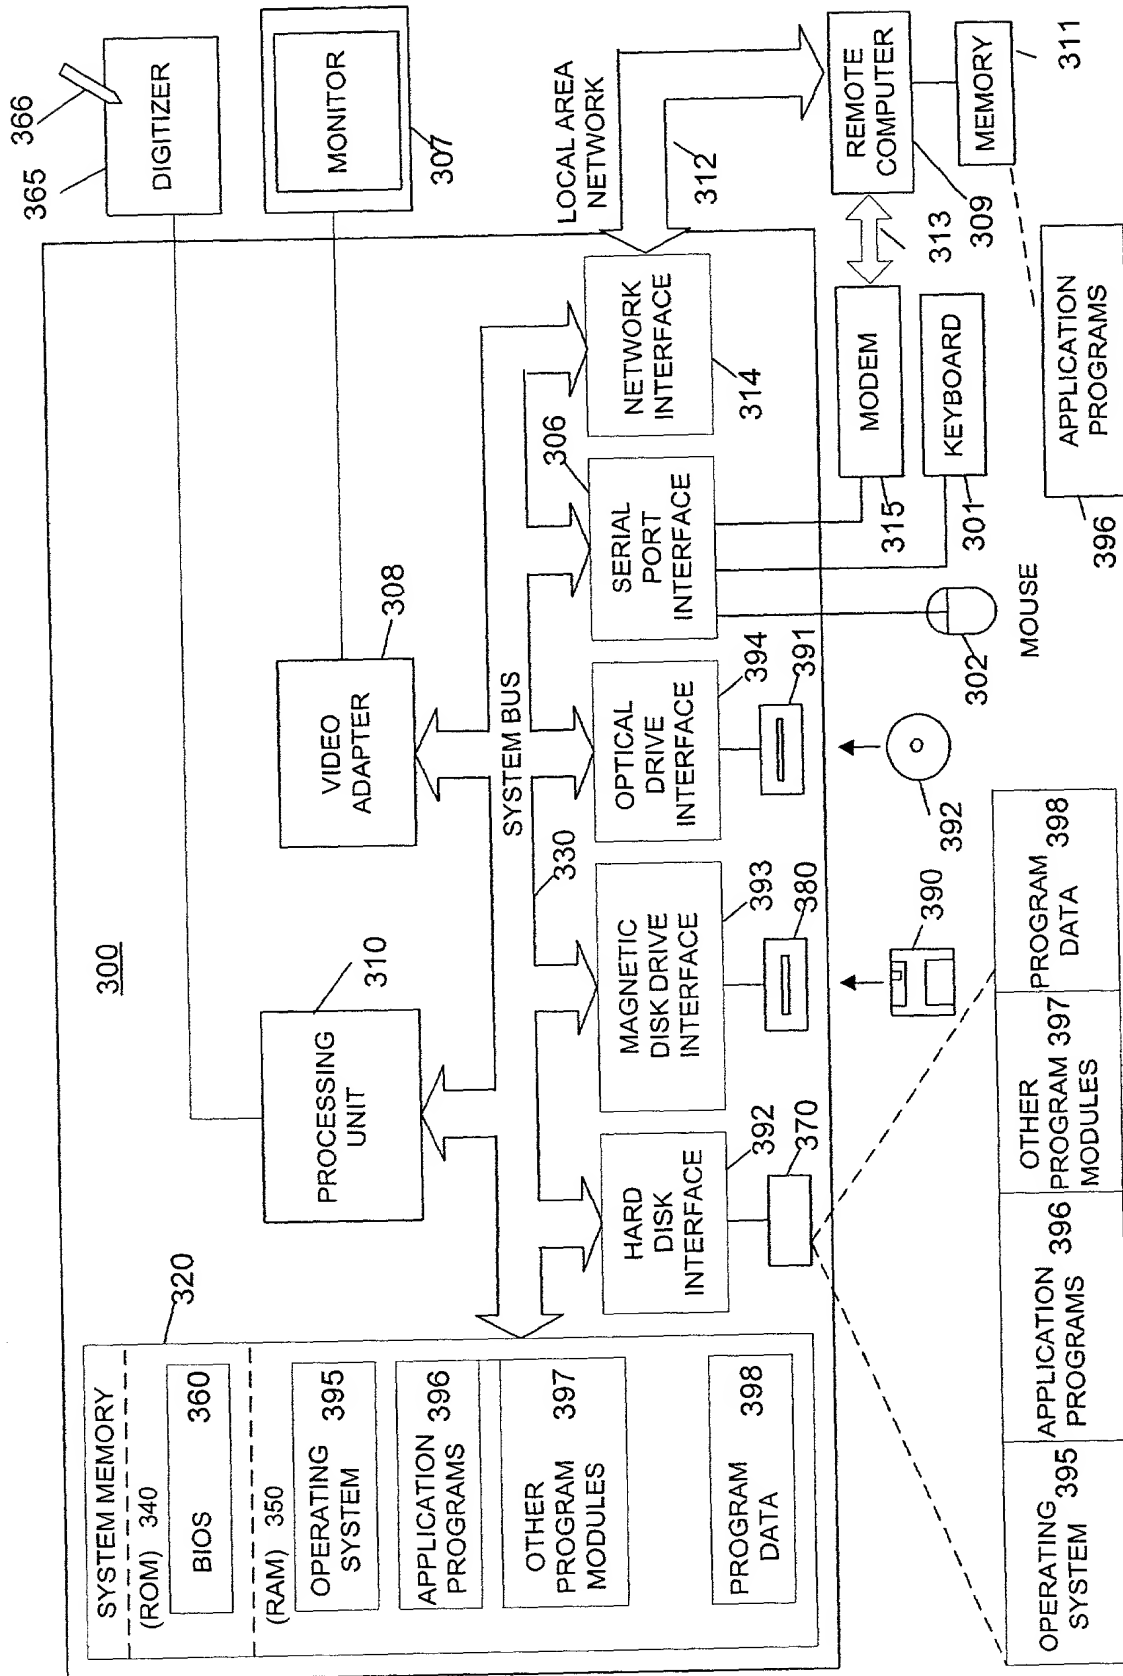 300
SYSTEM MEMORY
(ROM) 340
BIOS 360
(RAM) 350
OPERATING
SYSTEM
395
APPLICATION
PROGRAMS
396
OTHER
PROGRAM
MODULES
397
PROGRAM
DATA
398
320
PROCESSING
UNIT
310
VIDEO
ADAPTER
308
DIGITIZER
365
366
MONITOR
307
SYSTEM BUS
330
306
HARD
DISK
INTERFACE
392
370
MAGNETIC
DISK DRIVE
INTERFACE
393
380
390
OPTICAL
DRIVE
INTERFACE
394
391
392
SERIAL
PORT
INTERFACE
NETWORK
INTERFACE
314
LOCAL AREA
NETWORK
312
REMOTE
COMPUTER
309
313
MEMORY
311
MODEM
315
KEYBOARD
301
302
MOUSE
APPLICATION
PROGRAMS
396
OPERATING
SYSTEM
395
APPLICATION
PROGRAMS
396
OTHER
PROGRAM
MODULES
397
PROGRAM
DATA
398